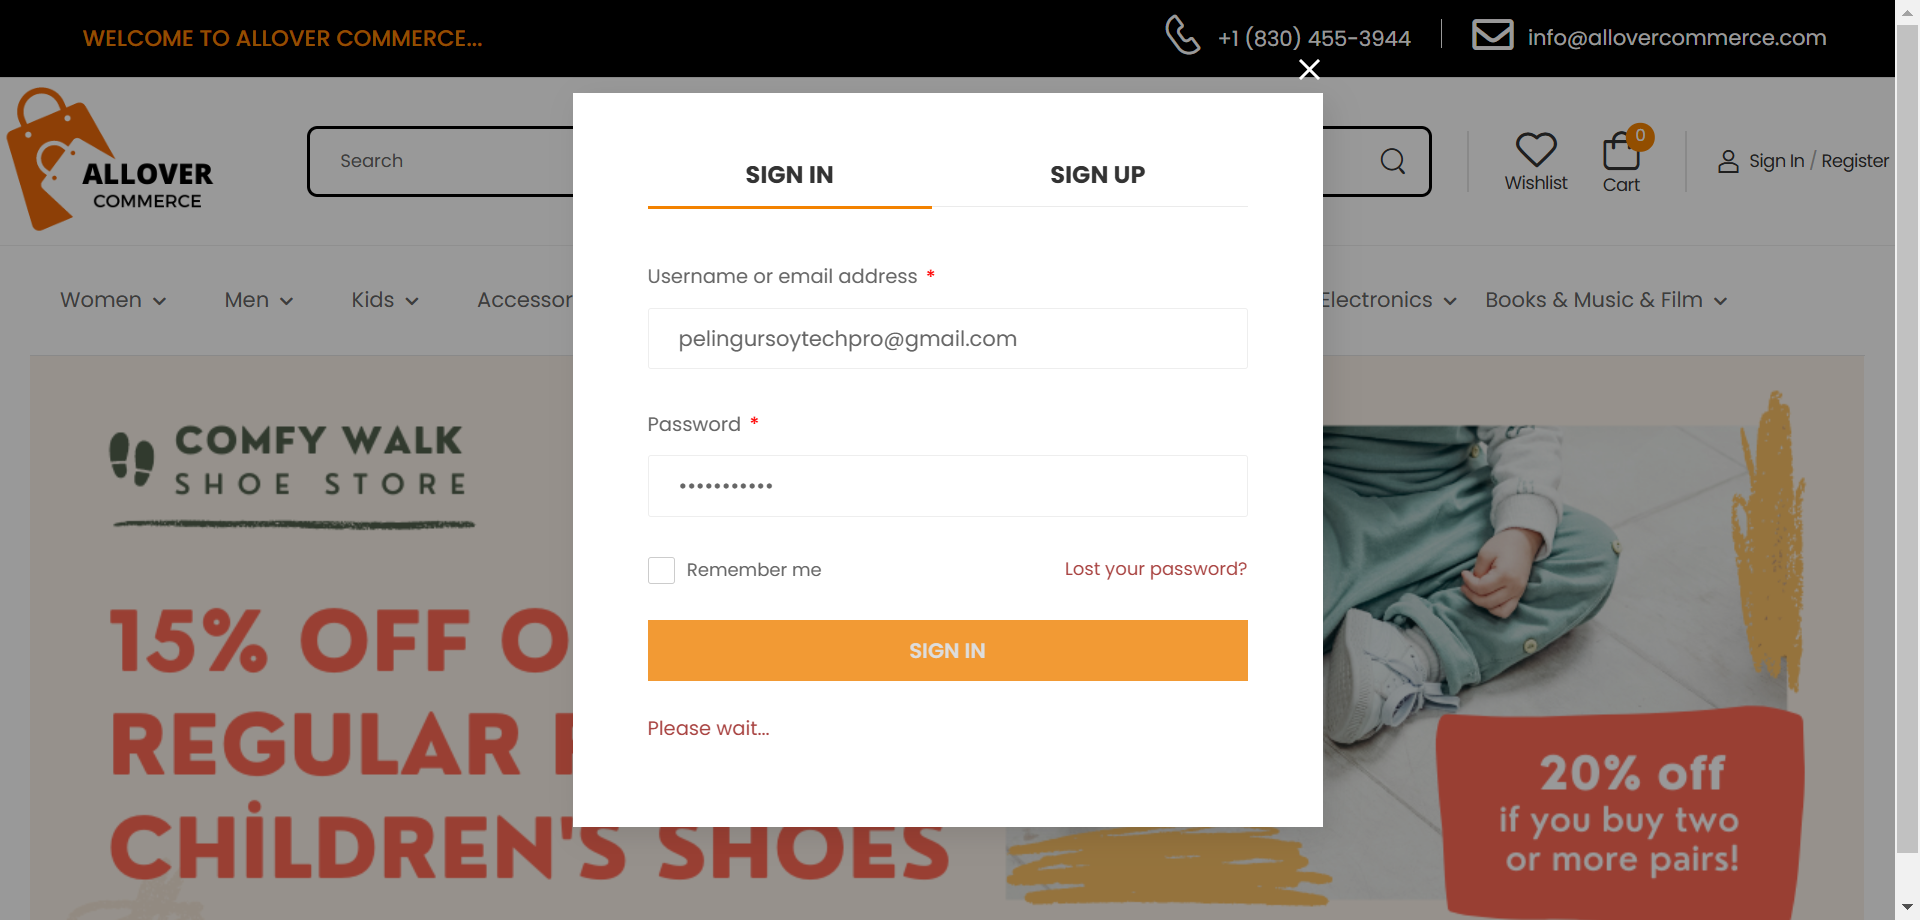 WELCOME TO ALLOVER COMMERCE...
+1 (830) 455-3944
info@allovercommerce.com
ALLOVER
COMMERCE
Search
0
Wishlist
Cart
Sign In / Register
Women
Men
Kids
Accessor
Electronics
Books & Music & Film
SIGN IN
SIGN UP
Username or email address *
pelingursoytechpro@gmail.com
Password *
•••••••••••
Remember me
Lost your password?
SIGN IN
Please wait...
COMFY WALK
SHOE STORE
15% OFF O
REGULAR
CHİLDREN'S SHOES
20% off
if you buy two
or more pairs!